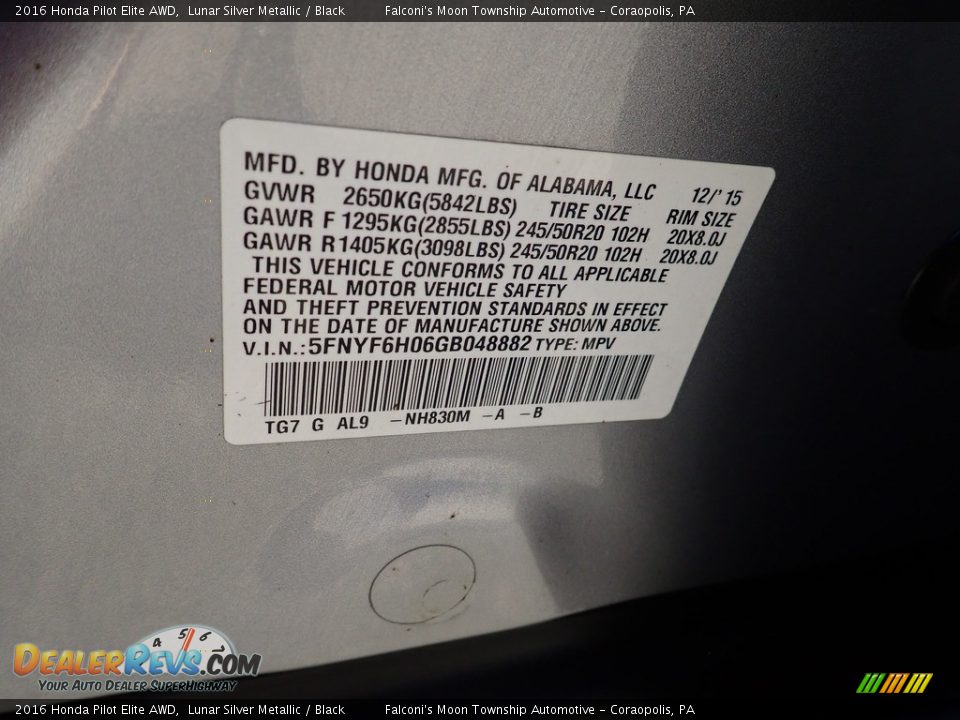 2016 Honda Pilot Elite AWD, Lunar Silver Metallic / Black Falconi's Moon Township Automotive - Coraopolis, PA
MFD. BY HONDA MFG. OF ALABAMA, LLC 12/'15
GVWR 2650KG(5842LBS) TIRE SIZE RIM SIZE
GAWR F 1295KG(2855LBS) 245/50R20 102H 20X8.0J
GAWR R1405KG(3098LBS) 245/50R20 102H 20X8.0J
THIS VEHICLE CONFORMS TO ALL APPLICABLE
FEDERAL MOTOR VEHICLE SAFETY
AND THEFT PREVENTION STANDARDS IN EFFECT
ON THE DATE OF MANUFACTURE SHOWN ABOVE.
V.I.N.:5FNYF6H06GB048882 TYPE: MPV
TG7 G AL9 -NH830M -A -B
4 5 6 7
DEALERREVS.COM
YOUR AUTO DEALER SUPERHIGHWAY
2016 Honda Pilot Elite AWD, Lunar Silver Metallic / Black Falconi's Moon Township Automotive - Coraopolis, PA